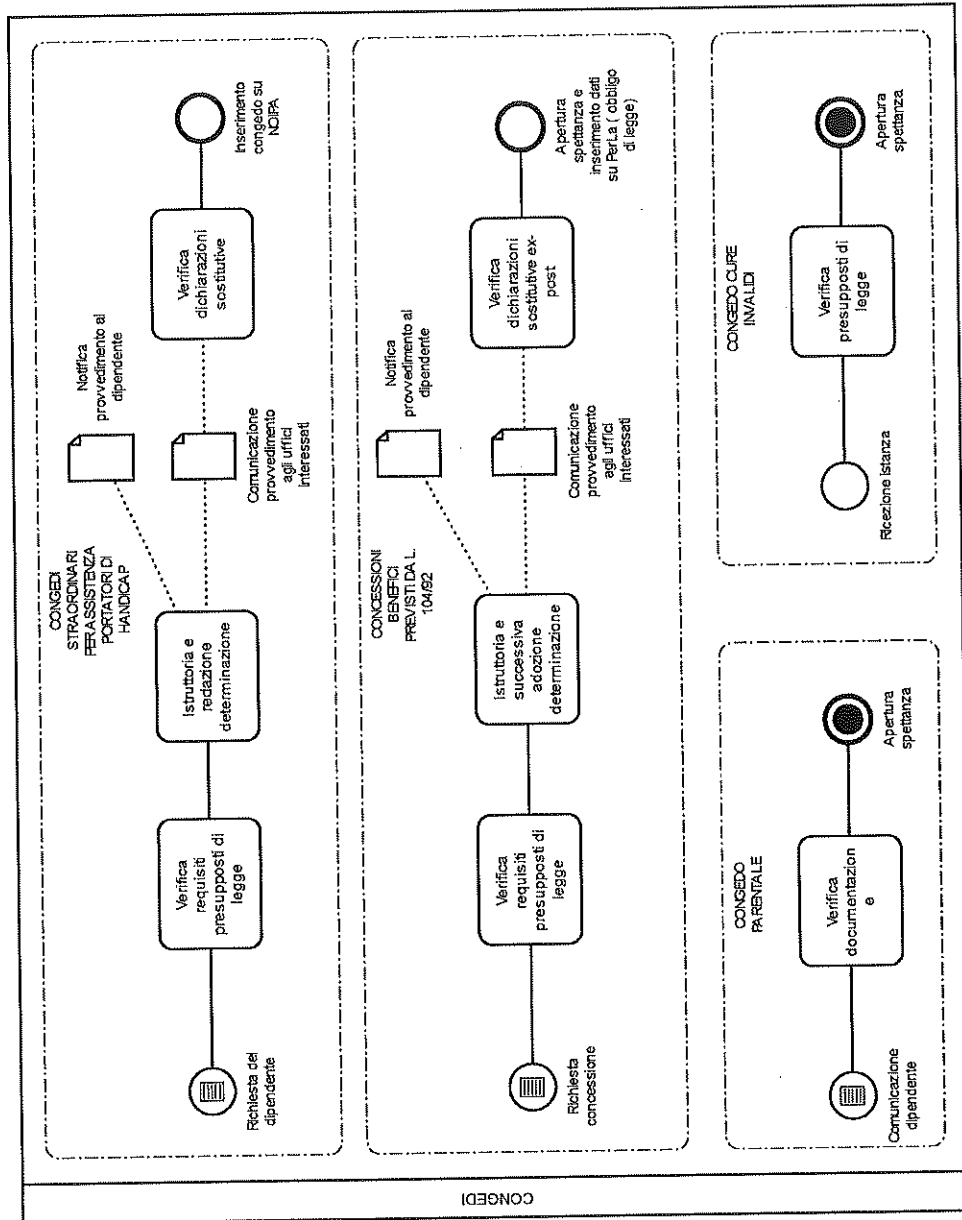 CONGEDI
CONGEDI
STRAORDINARI
PER ASSISTENZA
PORTATORI DI
HANDICAP
Richiesta del
dipendente
Verifica
requisiti
presupposti di
legge
Istruttoria e
redazione
determinazione
Notifica
provvedimento al
dipendente
Comunicazione
provvedimento
agli uffici
interessati
Verifica
dichiarazioni
sostitutive
Inserimento
congedo su
NOIPA
CONCESSIONI
BENEFICI
PREVISTI DA L.
104/92
Richiesta
concessione
Verifica
requisiti
presupposti di
legge
istruttoria e
successiva
adozione
determinazione
Notifica
provvedimento al
dipendente
Comunicazione
provvedimento
agli uffici
interessati
Verifica
dichiarazioni
sostitutive ex-
post
Apertura
spettanza e
inserimento dati
su PerLa ( obbligo
di legge)
CONGEDO
PARENTALE
Comunicazione
dipendente
Verifica
documentazion
e
Apertura
spettanza
CONGEDO CURE
INVALIDI
Ricezione istanza
Verifica
presupposti di
legge
Apertura
spettanza